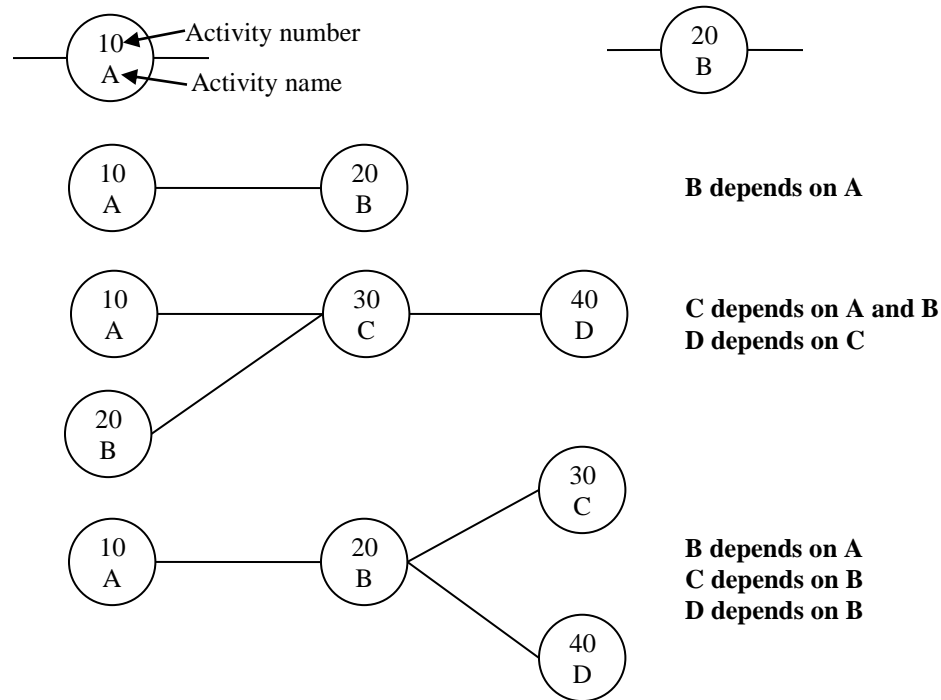 10
A
Activity number
Activity name
20
B
10
A
20
B
B depends on A
10
A
30
C
40
D
C depends on A and B
D depends on C
20
B
30
C
10
A
20
B
B depends on A
C depends on B
D depends on B
40
D